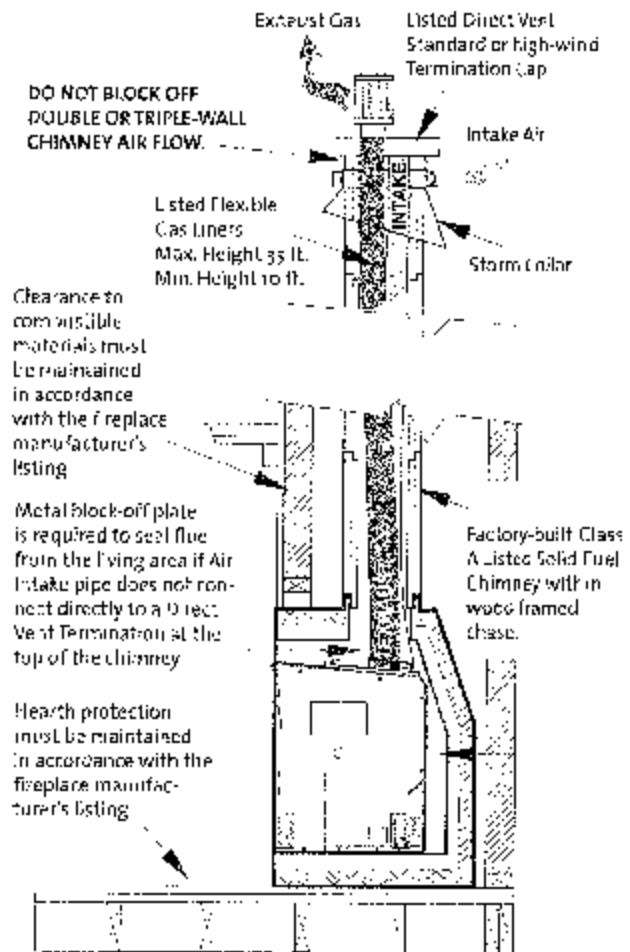 Exhaust Gas
Listed Direct Vent
Standard or high-wind
Termination Cap
DO NOT BLOCK OFF
DOUBLE OR TRIPLE-WALL
CHIMNEY AIR FLOW.
Intake Air
INTAKE
Listed Flexible
Gas Liners
Max. Height 35 ft.
Min. Height 10 ft.
Storm Collar
Clearance to
combustible
materials must
be maintained
in accordance
with the fireplace
manufacturer's
listing
Metal block-off plate
is required to seal flue
from the living area if Air
Intake pipe does not con-
nect directly to a Direct
Vent Termination at the
top of the chimney
Factory-built Class
A Listed Solid Fuel
Chimney within
wood framed
chase.
Hearth protection
must be maintained
in accordance with the
fireplace manufac-
turer's listing